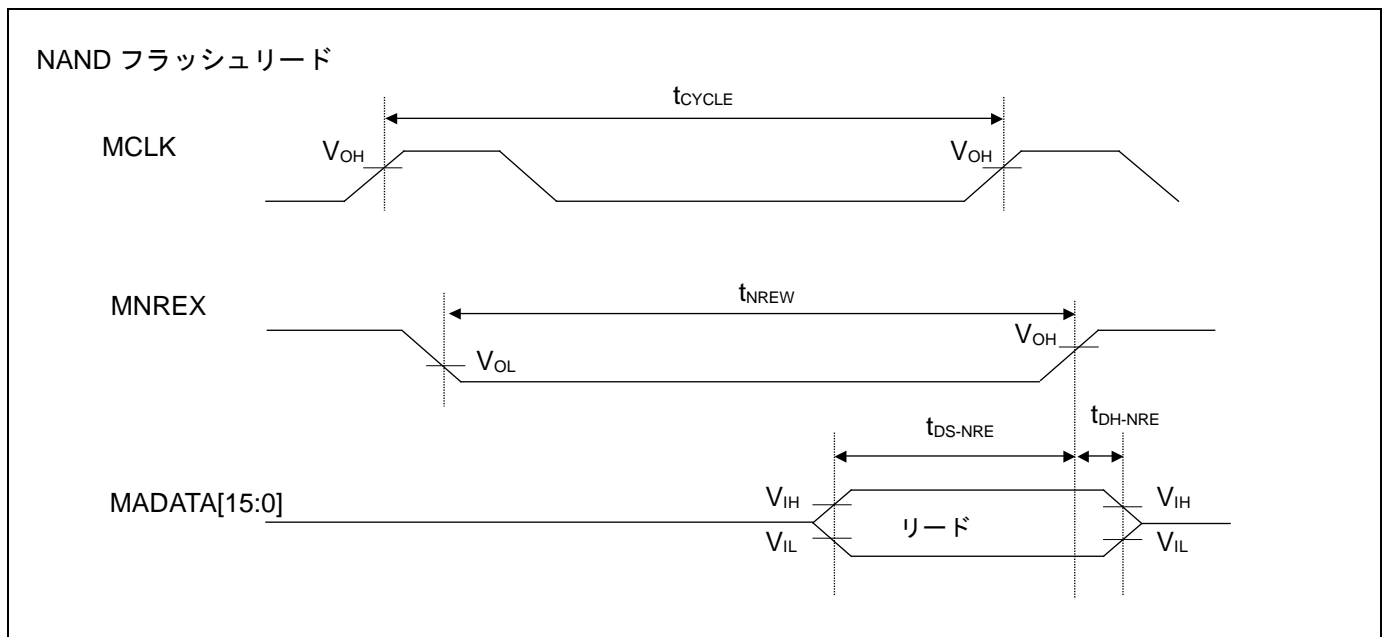 NAND フラッシュリード
tCYCLE
MCLK
VOH
VOH
tNREW
MNREX
VOH
VOL
tDS-NRE
tDH-NRE
MADATA[15:0]
VIH
リード
VIH
VIL
VIL